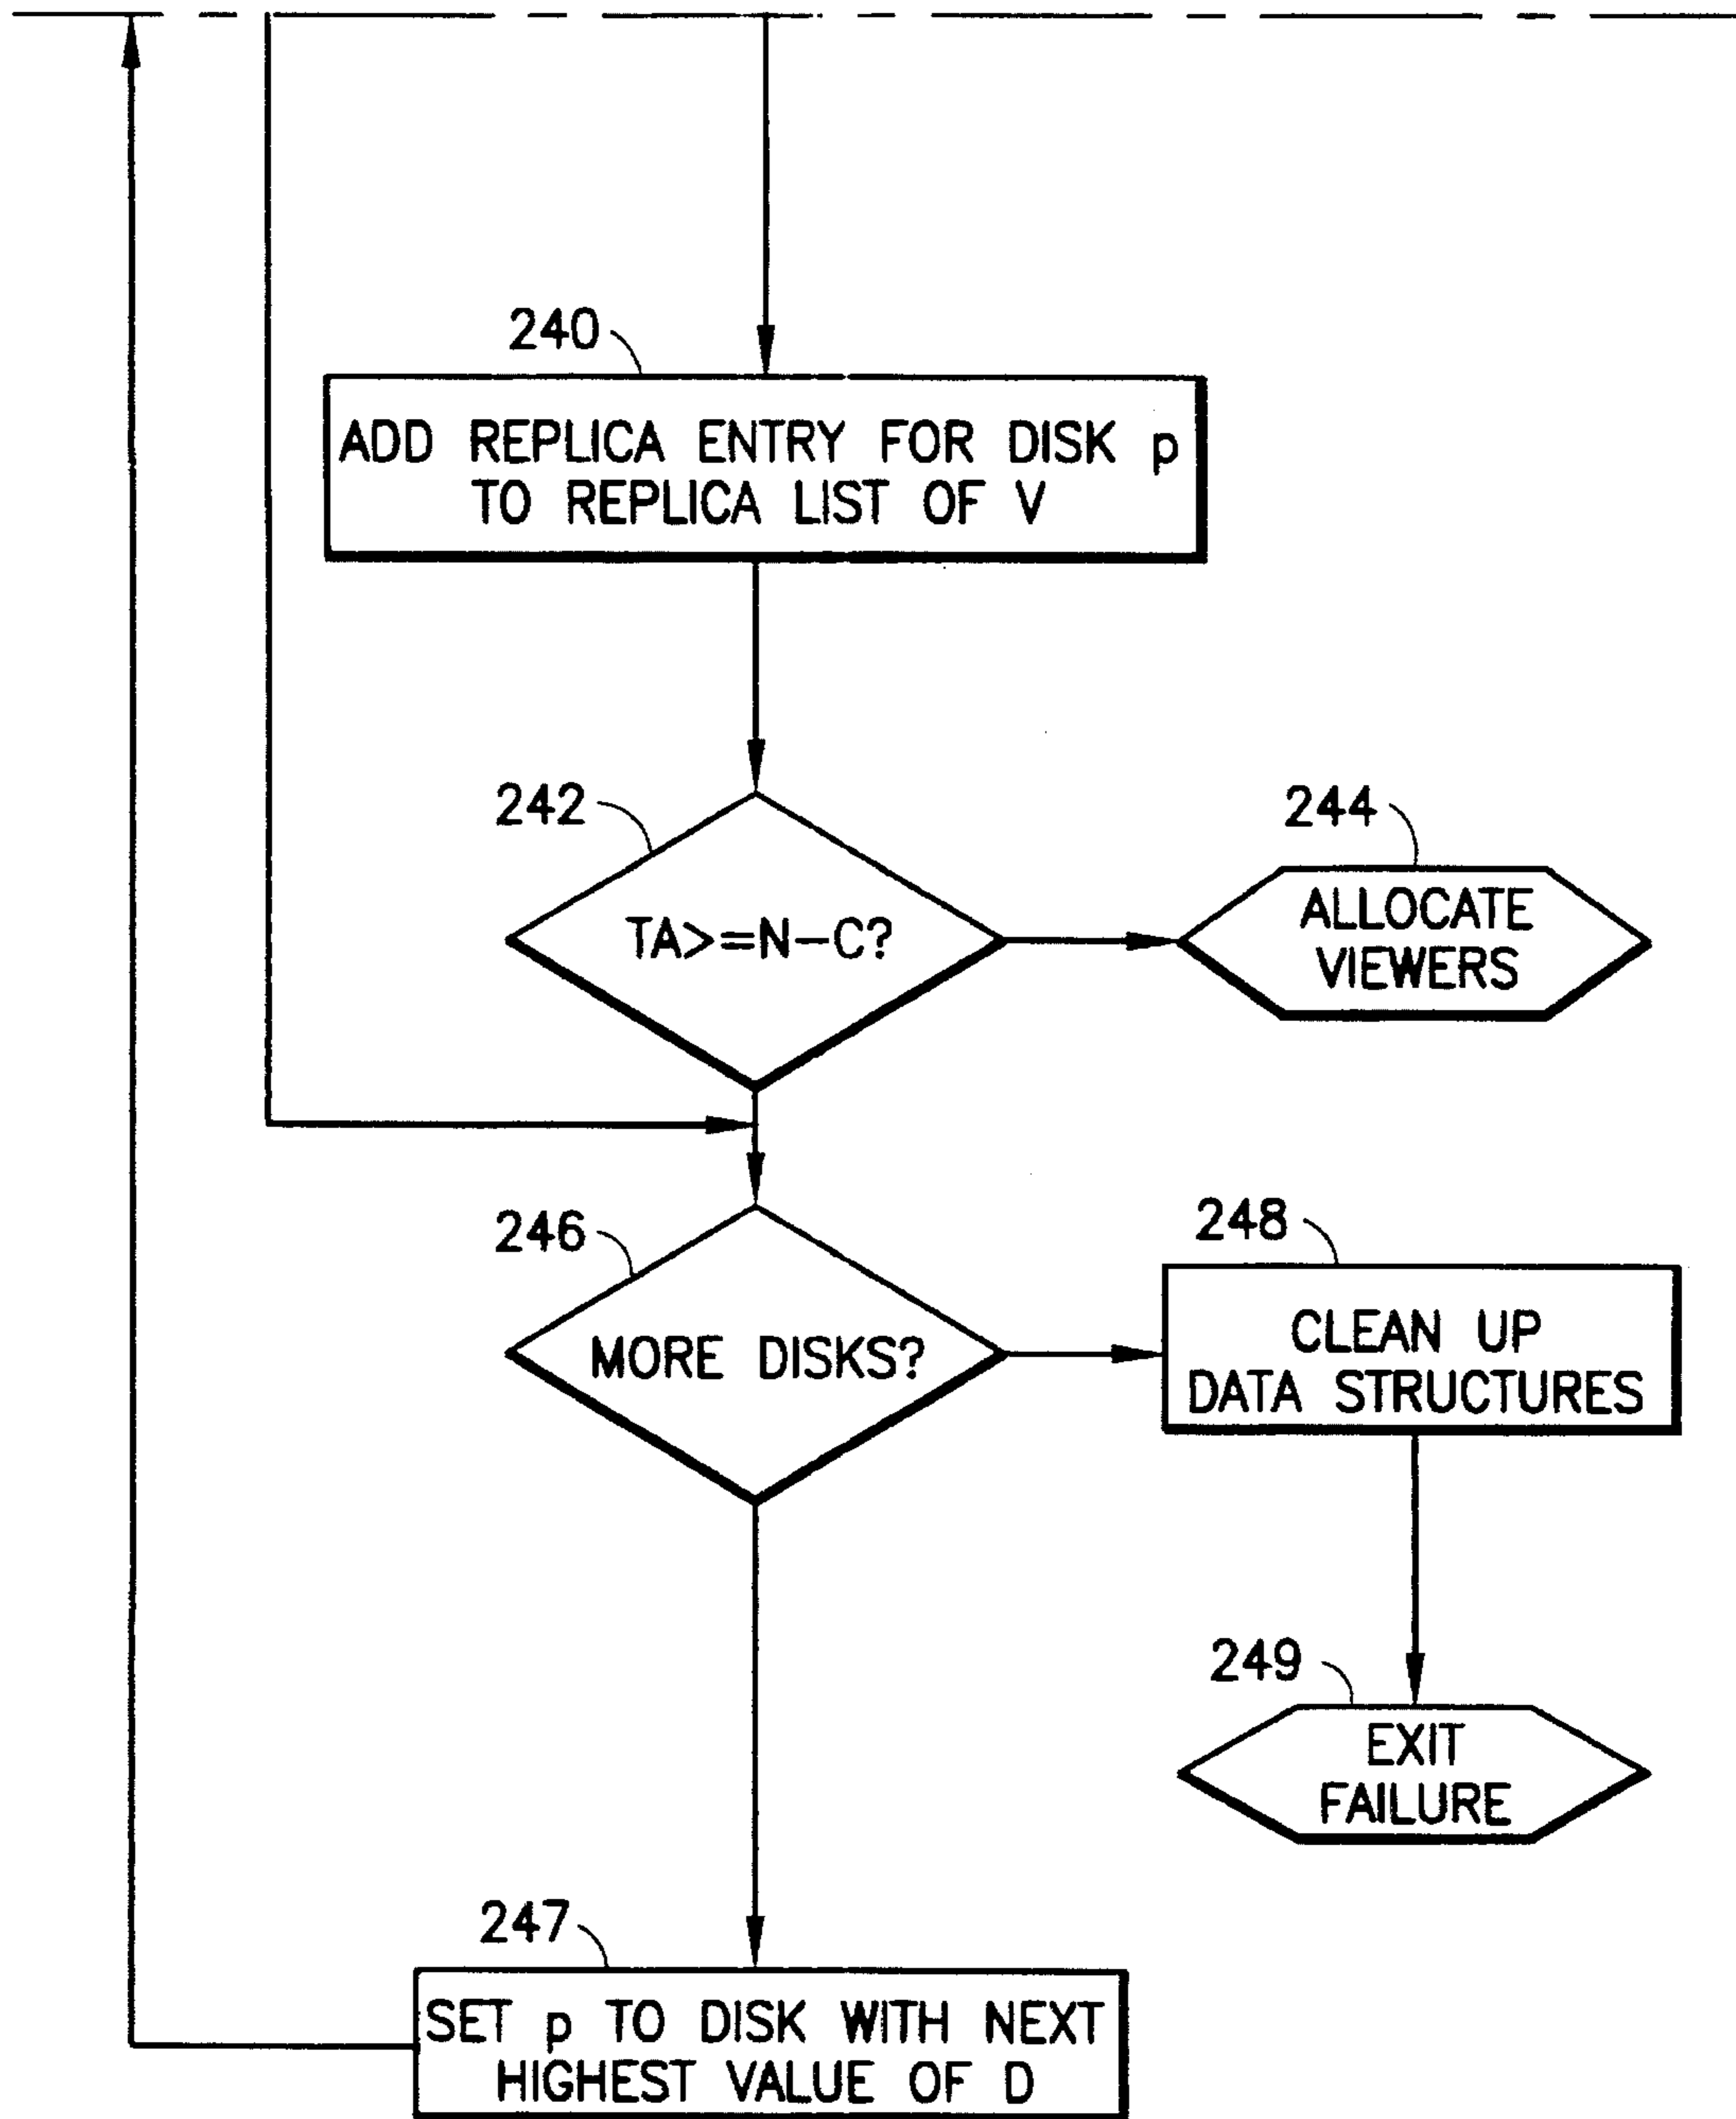 240
ADD REPLICA ENTRY FOR DISK p
TO REPLICA LIST OF V
242
TA>=N-C?
244
ALLOCATE
VIEWERS
246
MORE DISKS?
248
CLEAN UP
DATA STRUCTURES
249
EXIT
FAILURE
247
SET p TO DISK WITH NEXT
HIGHEST VALUE OF D